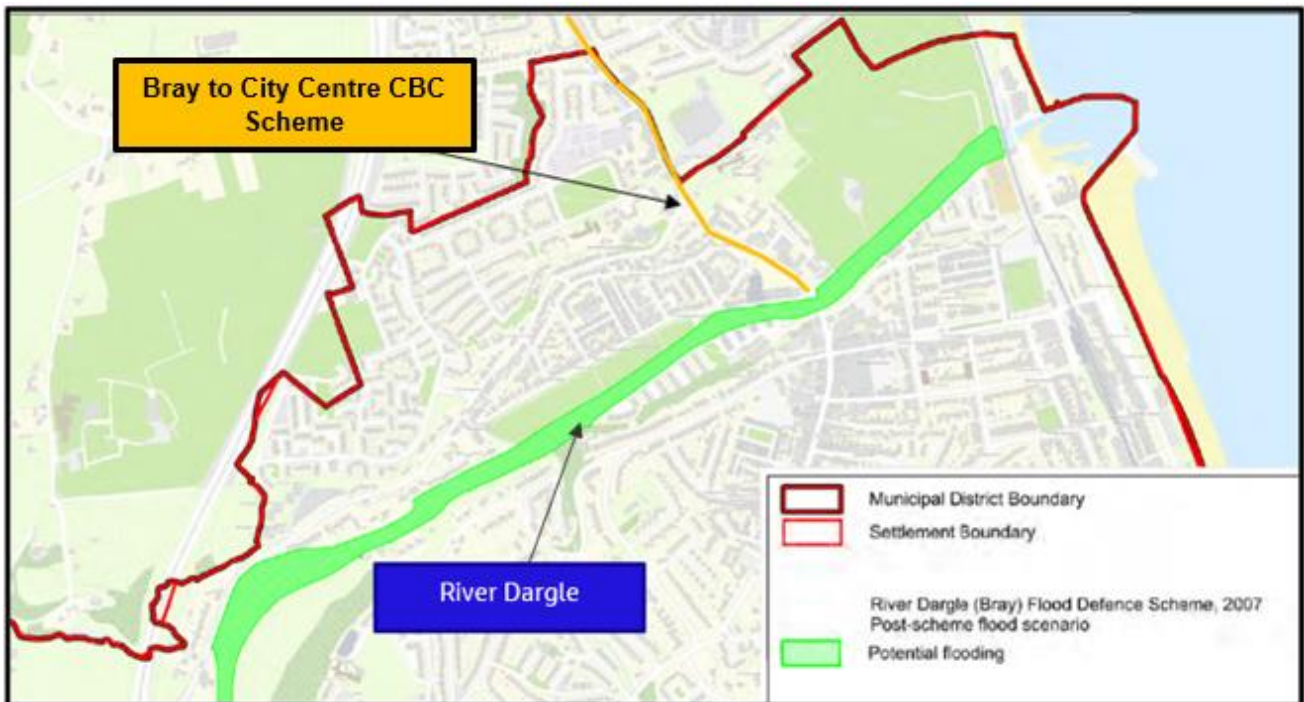 Bray to City Centre CBC
Scheme
River Dargle
Municipal District Boundary
Settlement Boundary
River Dargle (Bray) Flood Defence Scheme, 2007
Post-scheme flood scenario
Potential flooding